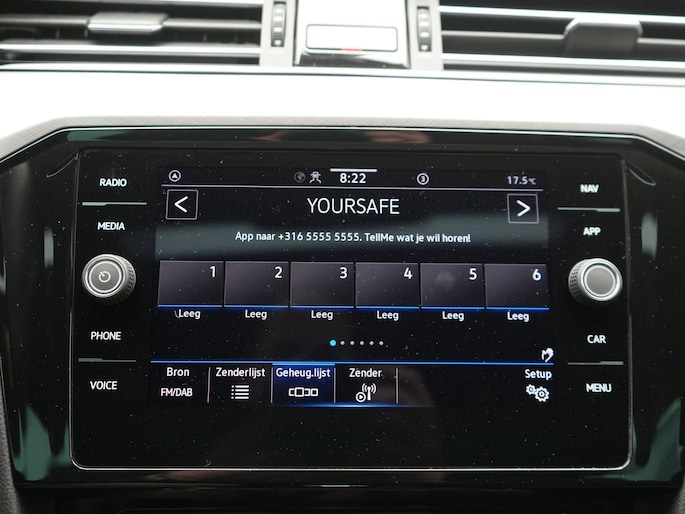 RADIO
MEDIA
PHONE
VOICE
NAV
APP
CAR
MENU
8:22
3
17.5°C
<
YOURSAFE
>
App naar +316 5555 5555. TellMe wat je wil horen!
1 2 3 4 5 6
Leeg Leeg Leeg Leeg Leeg Leeg
Bron Zenderlijst Geheug.lijst Zender Setup
FM/DAB